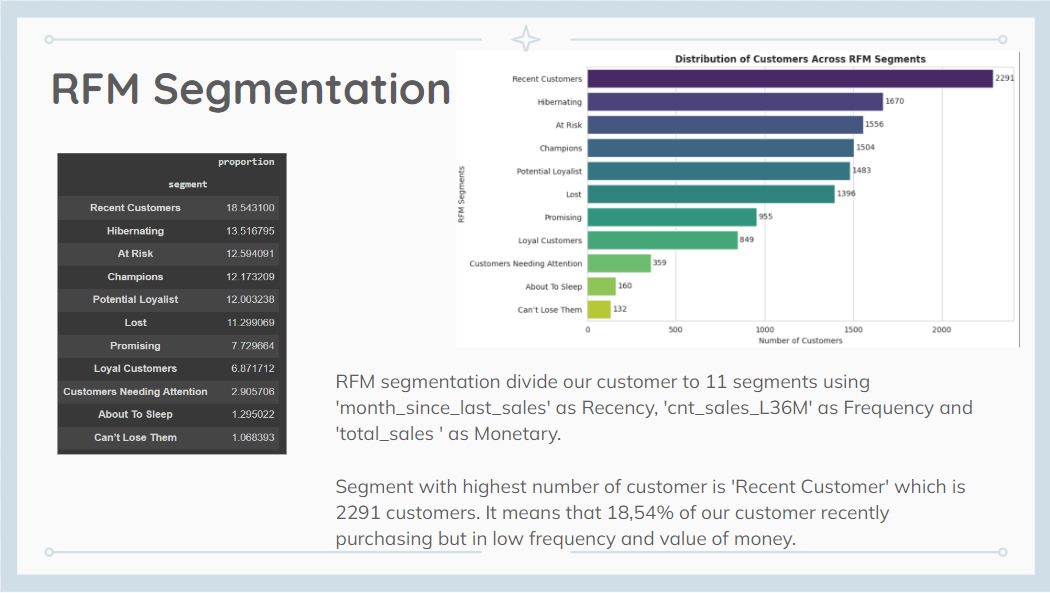 RFM Segmentation
proportion
segment
Recent Customers 18.543100
Hibernating 13.516795
At Risk 12.594091
Champions 12.173209
Potential Loyalist 12.003238
Lost 11.299069
Promising 7.729664
Loyal Customers 6.871712
Customers Needing Attention 2.905706
About To Sleep 1.295022
Can't Lose Them 1.068393
Distribution of Customers Across RFM Segments
RFM Segments
Recent Customers 2291
Hibernating 1670
At Risk 1556
Champions 1504
Potential Loyalist 1483
Lost 1396
Promising 955
Loyal Customers 849
Customers Needing Attention 359
About To Sleep 160
Can't Lose Them 132
0 500 1000 1500 2000
Number of Customers
RFM segmentation divide our customer to 11 segments using
'month_since_last_sales' as Recency, 'cnt_sales_L36M' as Frequency and
'total_sales ' as Monetary.
Segment with highest number of customer is 'Recent Customer' which is
2291 customers. It means that 18,54% of our customer recently
purchasing but in low frequency and value of money.